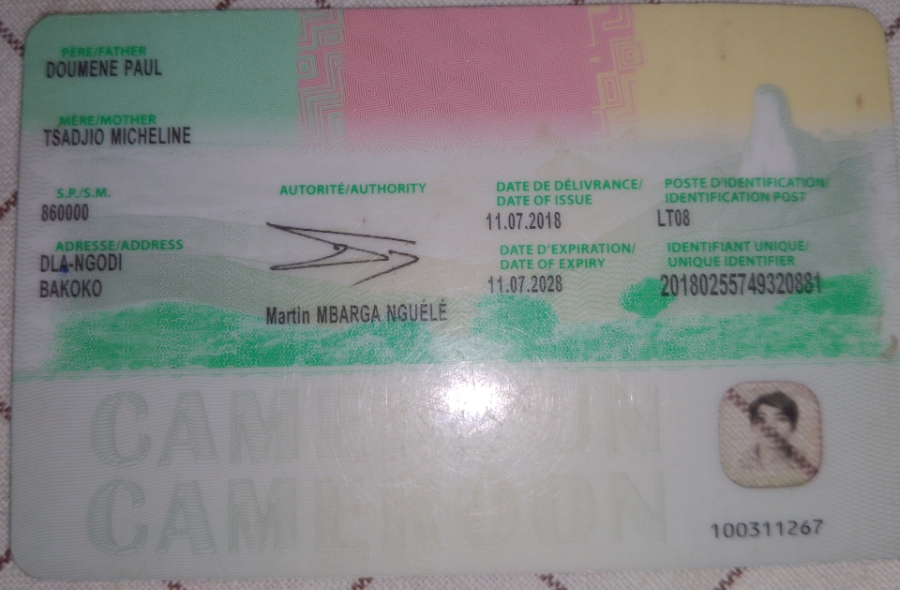 PÈRE/FATHER
DOUMENE PAUL
MÈRE/MOTHER
TSADJIO MICHELINE
S.P./S.M.
860000
ADRESSE/ADDRESS
DLA-NGODI
BAKOKO
AUTORITÉ/AUTHORITY
Martin MBARGA NGUÉLÉ
DATE DE DÉLIVRANCE/
DATE OF ISSUE
11.07.2018
DATE D'EXPIRATION/
DATE OF EXPIRY
11.07.2028
POSTE D'IDENTIFICATION/
IDENTIFICATION POST
LT08
IDENTIFIANT UNIQUE/
UNIQUE IDENTIFIER
20180255749320881
CAMEROUN
CAMEROON
100311267